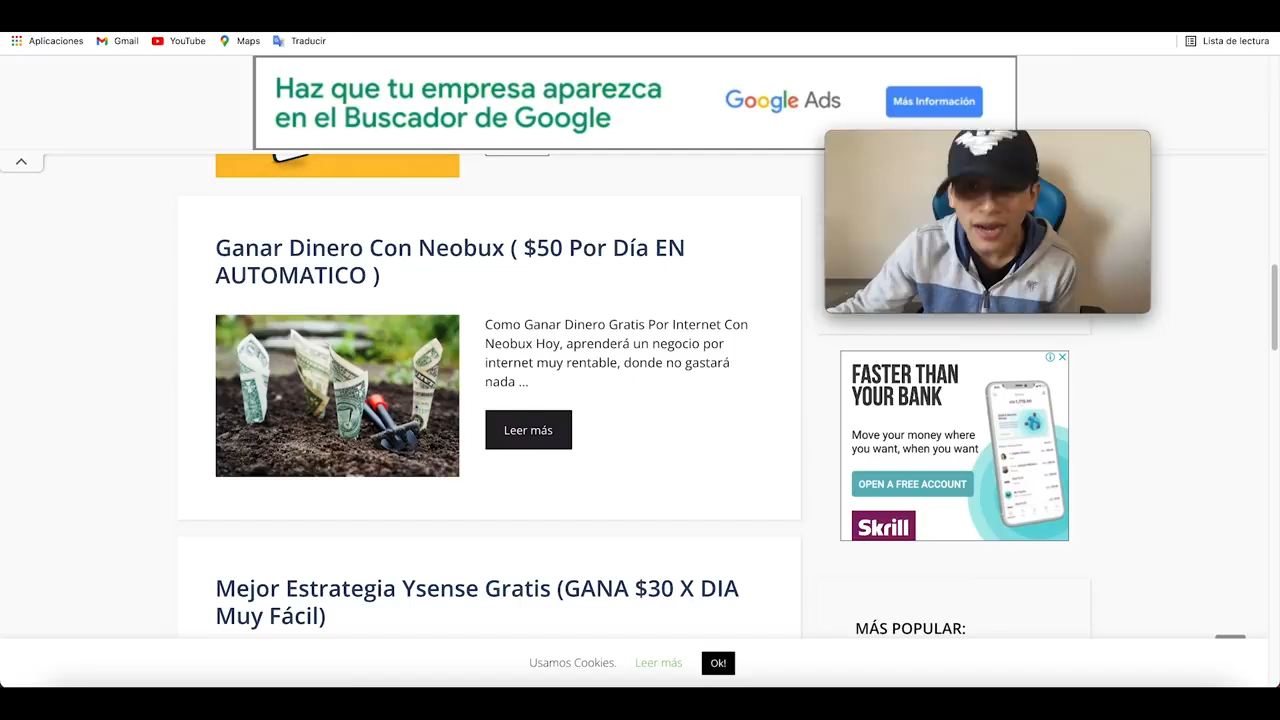 Aplicaciones Gmail YouTube Maps Traducir Lista de lectura
Haz que tu empresa aparezca
en el Buscador de Google
Google Ads
Más Información
Ganar Dinero Con Neobux ( $50 Por Día EN
AUTOMATICO )
Como Ganar Dinero Gratis Por Internet Con
Neobux Hoy, aprenderá un negocio por
internet muy rentable, donde no gastará
nada ...
Leer más
FASTER THAN
YOUR BANK
Move your money where
you want, when you want
OPEN A FREE ACCOUNT
Skrill
Mejor Estrategia Ysense Gratis (GANA $30 X DIA
Muy Fácil)
MÁS POPULAR:
Usamos Cookies. Leer más Ok!